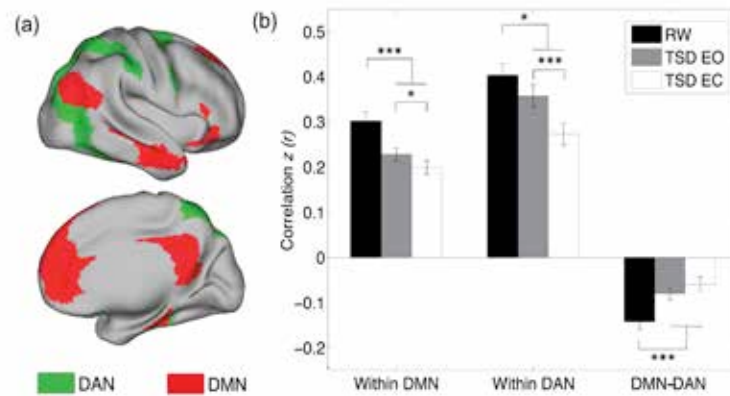 (a)
DAN
DMN
(b)
Correlation z (r)
0.5
0.4
0.3
0.2
0.1
0
−0.1
−0.2
***
*
*
***
***
RW
TSD EO
TSD EC
Within DMN
Within DAN
DMN–DAN